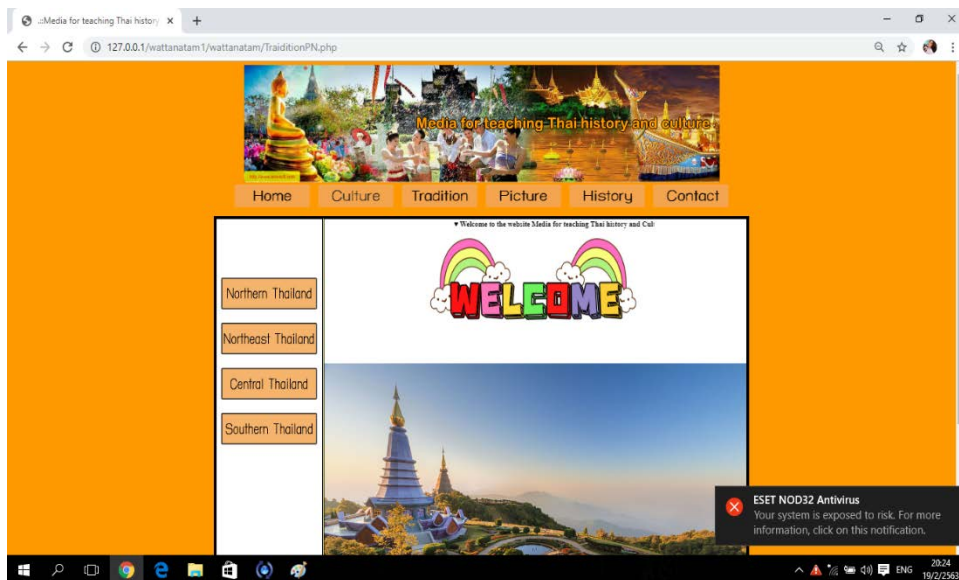 .::Media for teaching Thai history
127.0.0.1/wattanatam1/wattanatam/TraiditionPN.php
Media for teaching Thai history and culture
Home Culture Tradition Picture History Contact
♥ Welcome to the website Media for teaching Thai history and Cult
WELCOME
Northern Thailand
Northeast Thailand
Central Thailand
Southern Thailand
ESET NOD32 Antivirus
Your system is exposed to risk. For more
information, click on this notification.
ENG
20:24
19/2/2563